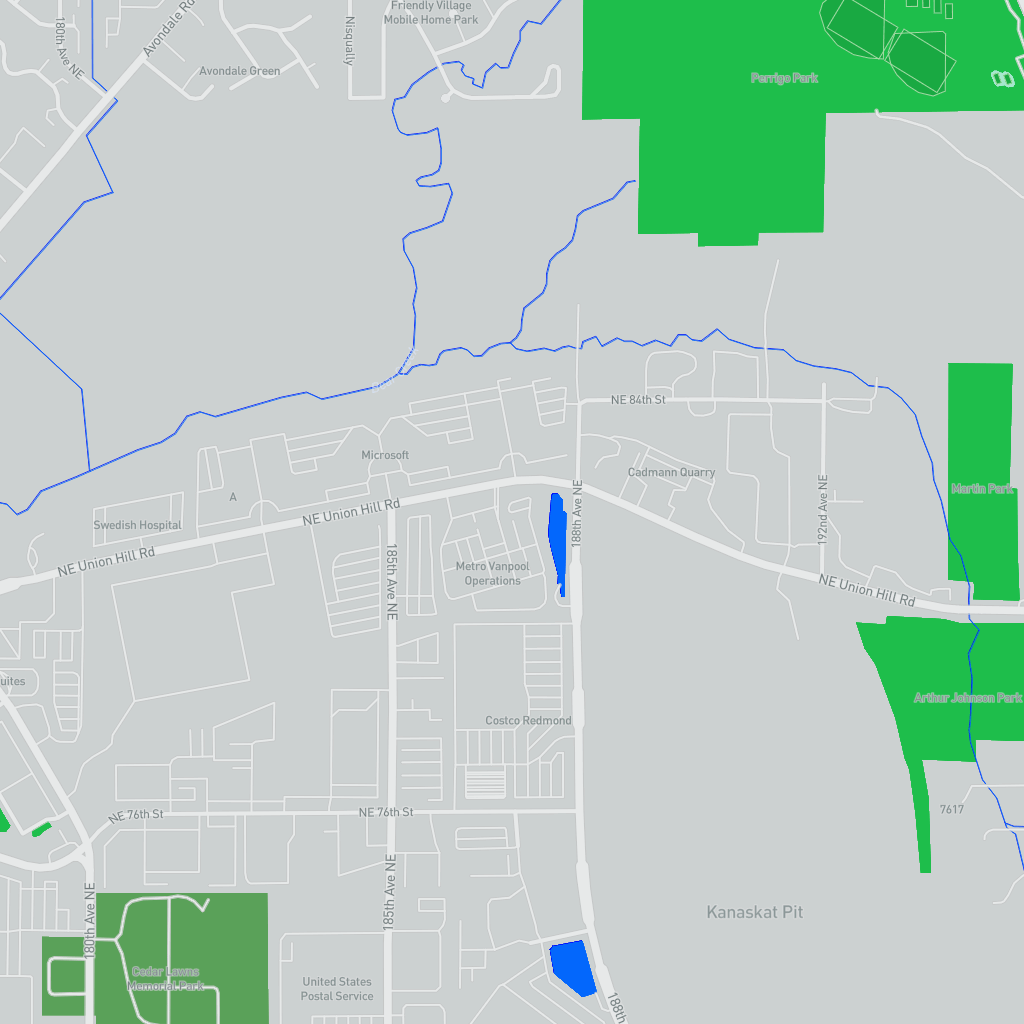 Friendly Village
Mobile Home Park
180th Ave NE
Avondale Rd
Nisqually
Avondale Green
Perrigo Park
NE 84th St
Microsoft
Cadmann Quarry
A
Swedish Hospital
NE Union Hill Rd
NE Union Hill Rd
188th Ave NE
192nd Ave NE
Martin Park
185th Ave NE
Metro Vanpool
Operations
NE Union Hill Rd
uites
Arthur Johnson Park
Costco Redmond
NE 76th St
NE 76th St
7617
180th Ave NE
185th Ave NE
Kanaskat Pit
Cedar Lawns
Memorial Park
United States
Postal Service
188th